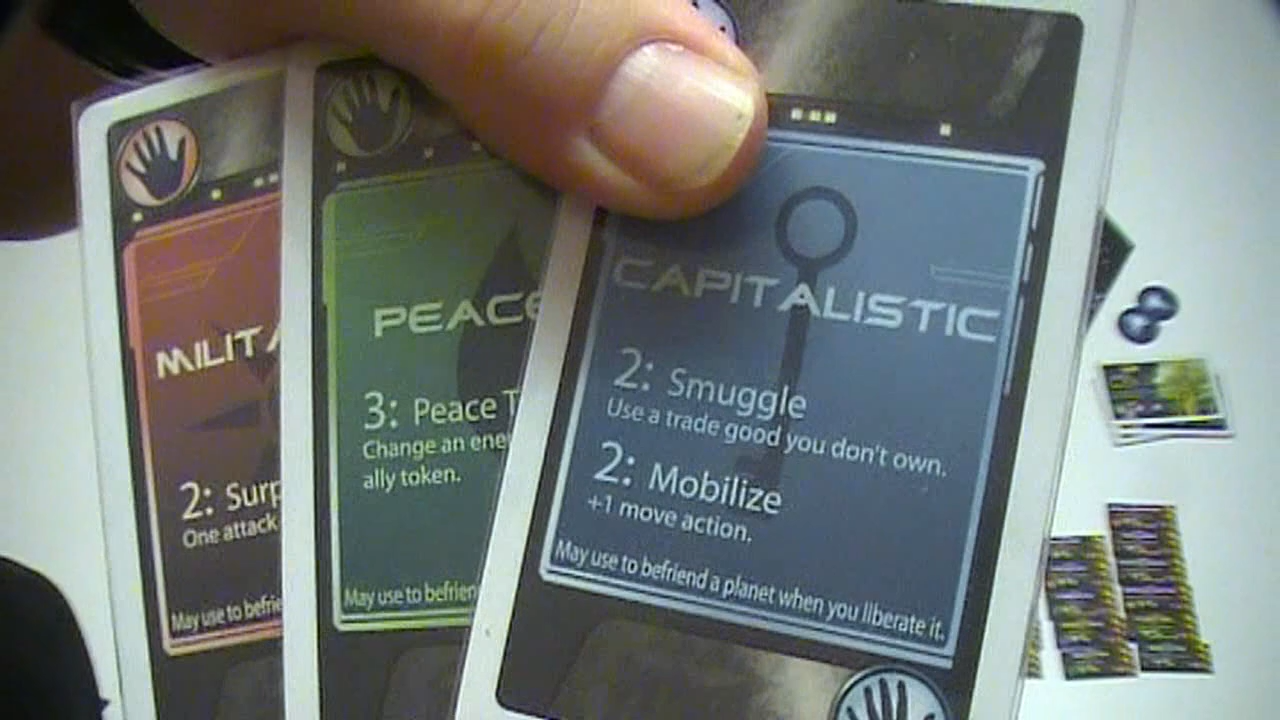 MILITA
2: Surp
One attack
May use to befrie
PEACE
3: Peace T
Change an ene
ally token.
May use to befrien
CAPITALISTIC
2: Smuggle
Use a trade good you don't own.
2: Mobilize
+1 move action.
May use to befriend a planet when you liberate it.